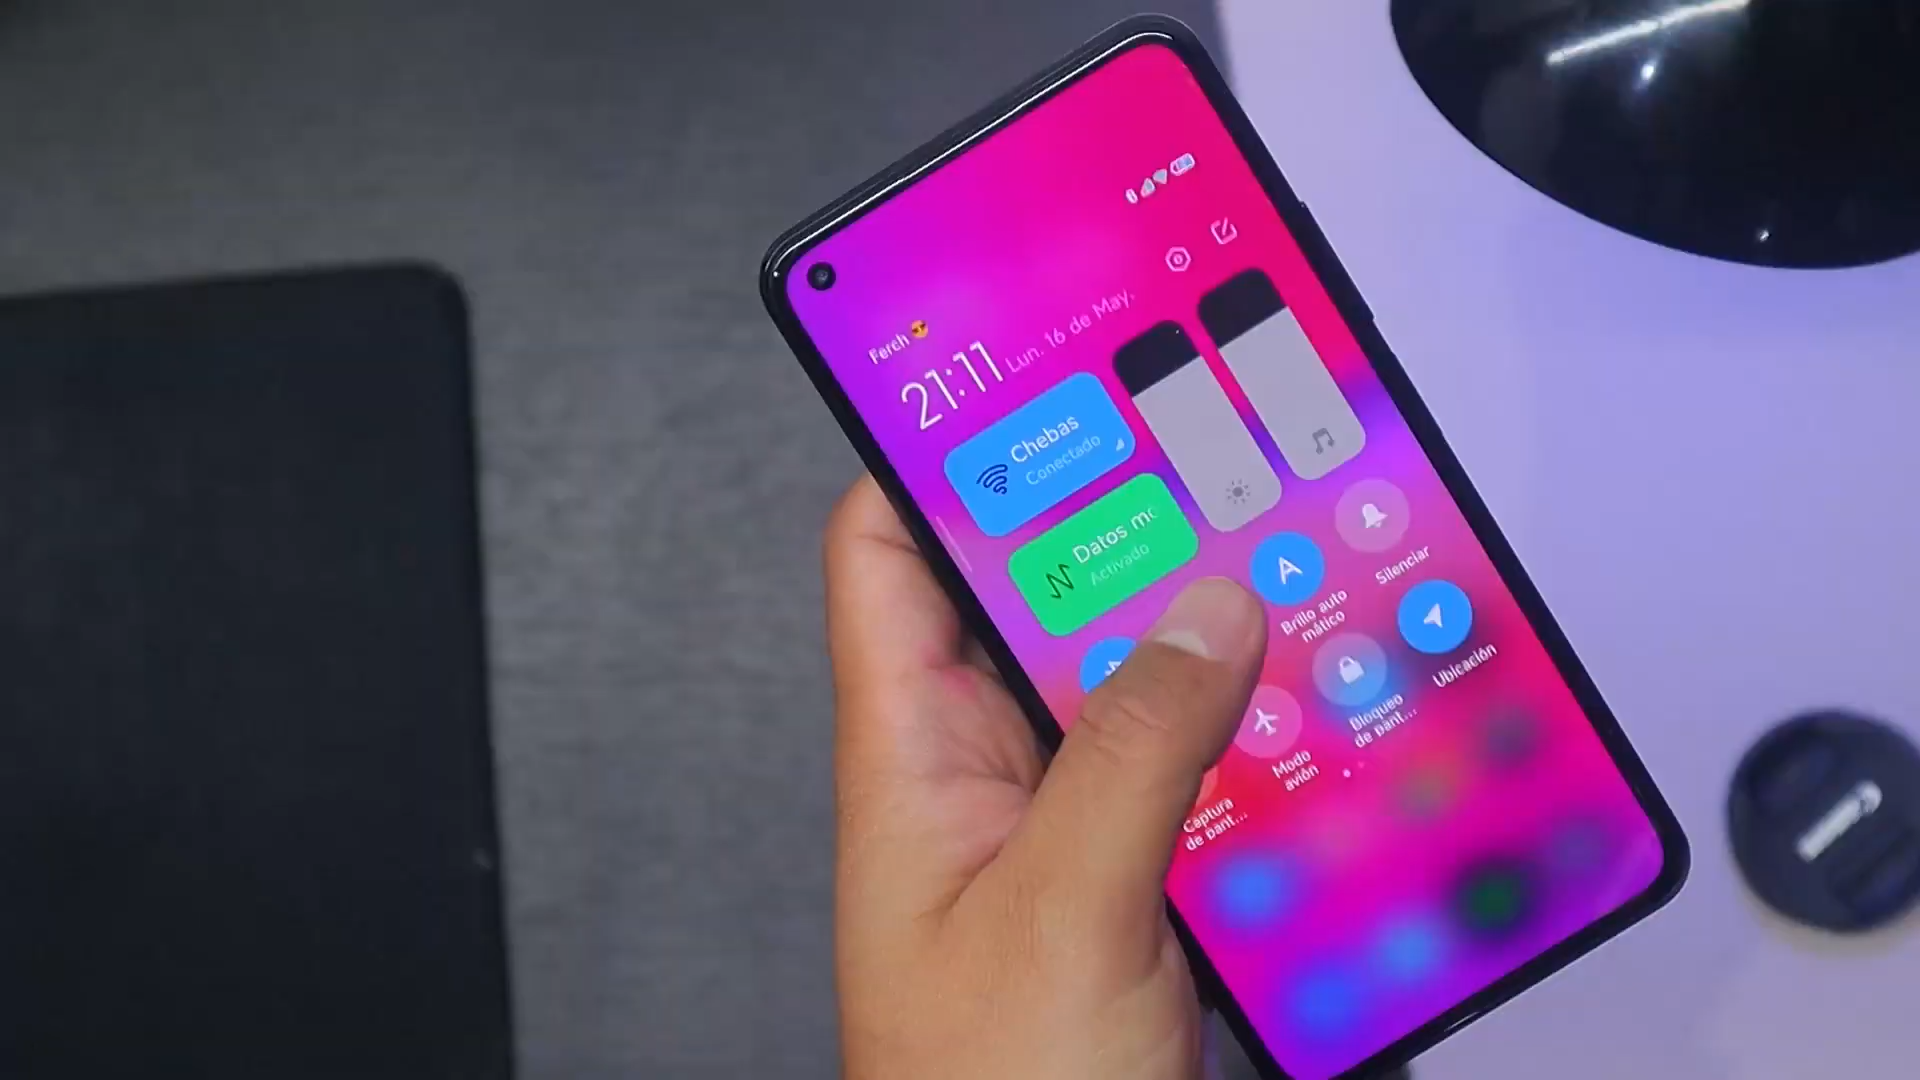 Ferch
21:11 Lun. 16 de May.
Chebas
Conectado
Datos mo
Activado
Silenciar
Brillo auto
mático
Ubicación
Bloqueo
de pant...
Modo
avión
Captura
de pant...